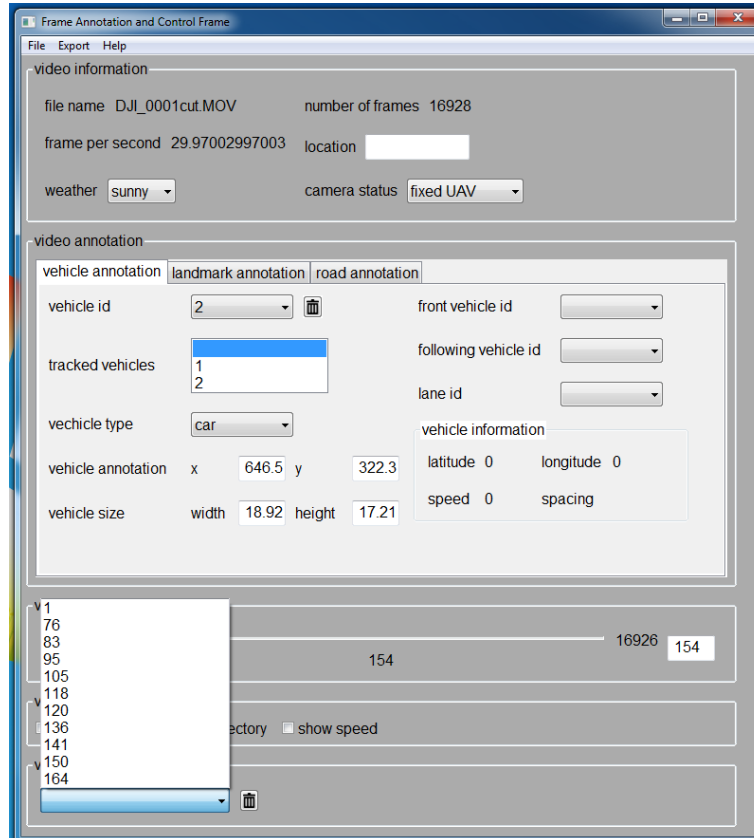 Frame Annotation and Control Frame
File Export Help
video information
file name DJI_0001cut.MOV number of frames 16928
frame per second 29.97002997003 location
weather sunny camera status fixed UAV
video annotation
vehicle annotation landmark annotation road annotation
vehicle id 2 front vehicle id
following vehicle id
tracked vehicles
1
2
lane id
vechicle type car
vehicle information
vehicle annotation x 646.5 y 322.3
latitude 0 longitude 0
speed 0 spacing
vehicle size width 18.92 height 17.21
v
1
76
83
95
105
118
120
136
141
150
164
16926 154
154
v
ectory show speed
v